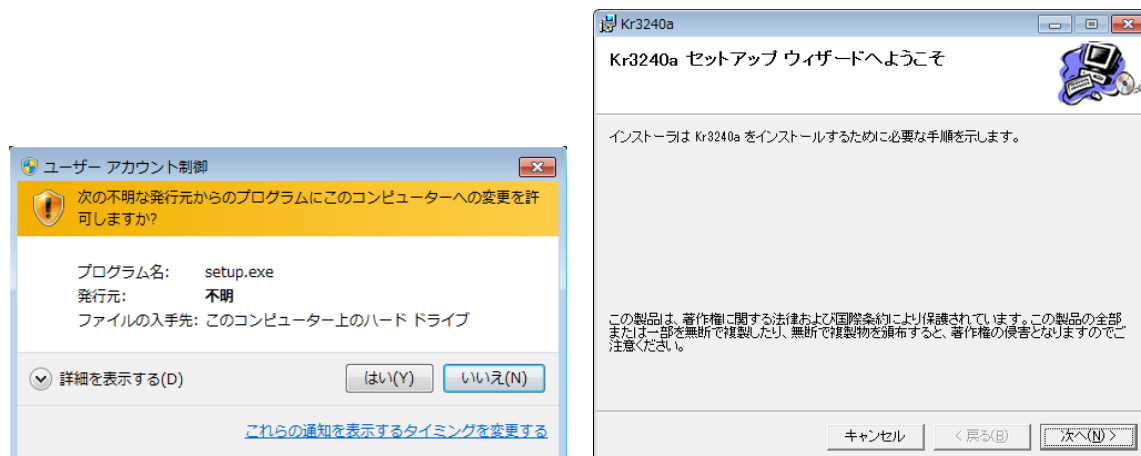 ユーザー アカウント制御
次の不明な発行元からのプログラムにこのコンピューターへの変更を許
可しますか?
プログラム名: setup.exe
発行元: 不明
ファイルの入手先: このコンピューター上のハード ドライブ
詳細を表示する(D)
はい(Y)
いいえ(N)
これらの通知を表示するタイミングを変更する
Kr3240a
Kr3240a セットアップ ウィザードへようこそ
インストーラは Kr3240a をインストールするために必要な手順を示します。
この製品は、著作権に関する法律および国際条約により保護されています。この製品の全部
または一部を無断で複製したり、無断で複製物を頒布すると、著作権の侵害となりますのでご
注意ください。
キャンセル
< 戻る(B)
次へ(N) >